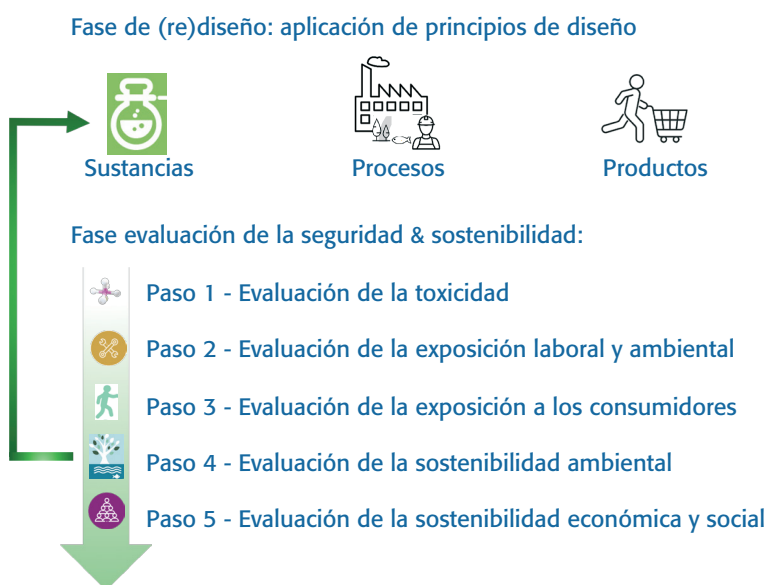 Fase de (re)diseño: aplicación de principios de diseño
Sustancias
Procesos
Productos
Fase evaluación de la seguridad & sostenibilidad:
Paso 1 - Evaluación de la toxicidad
Paso 2 - Evaluación de la exposición laboral y ambiental
Paso 3 - Evaluación de la exposición a los consumidores
Paso 4 - Evaluación de la sostenibilidad ambiental
Paso 5 - Evaluación de la sostenibilidad económica y social